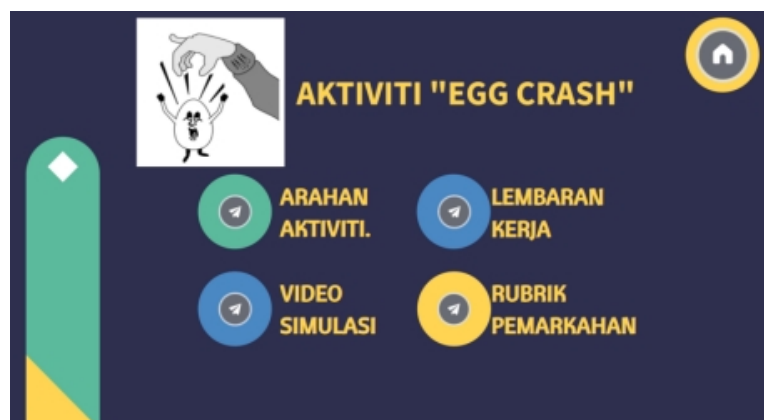 AKTIVITI "EGG CRASH"
ARAHAN
AKTIVITI.
LEMBARAN
KERJA
VIDEO
SIMULASI
RUBRIK
PEMARKAHAN